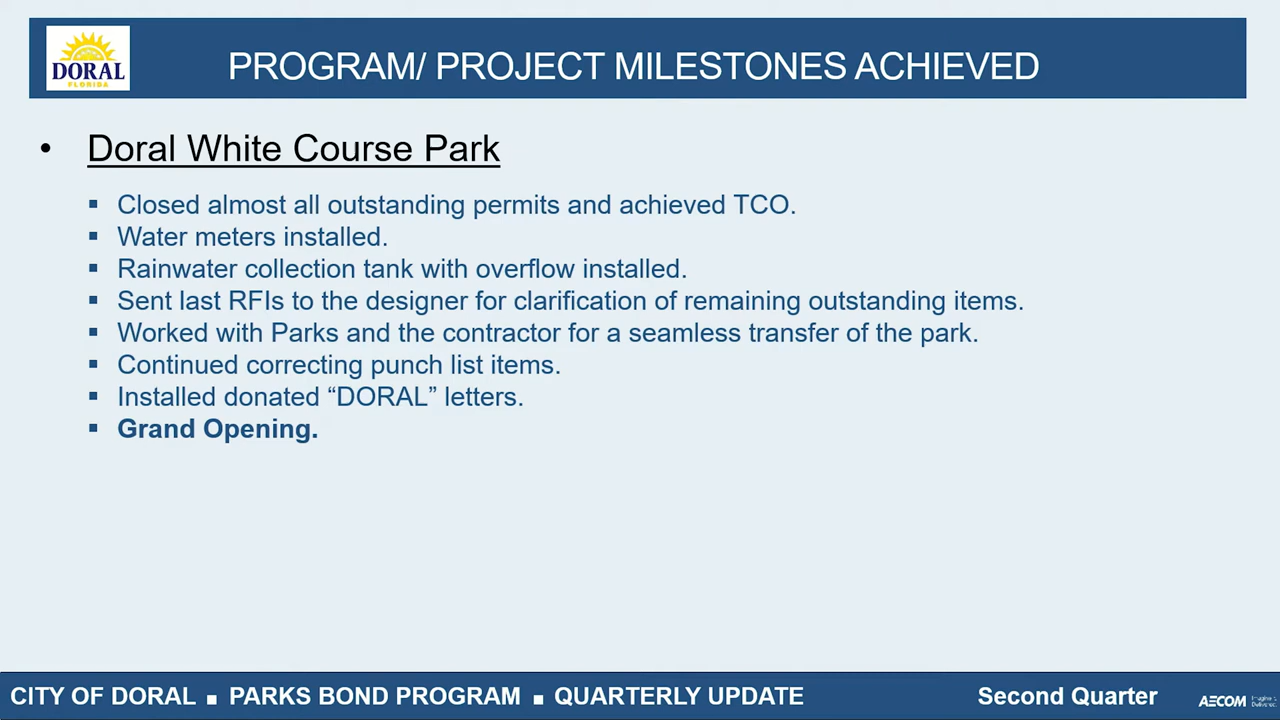 DORAL
FLORIDA
PROGRAM/ PROJECT MILESTONES ACHIEVED
• Doral White Course Park
▪ Closed almost all outstanding permits and achieved TCO.
▪ Water meters installed.
▪ Rainwater collection tank with overflow installed.
▪ Sent last RFIs to the designer for clarification of remaining outstanding items.
▪ Worked with Parks and the contractor for a seamless transfer of the park.
▪ Continued correcting punch list items.
▪ Installed donated “DORAL” letters.
▪ Grand Opening.
CITY OF DORAL ■ PARKS BOND PROGRAM ■ QUARTERLY UPDATE Second Quarter
AECOM
Delivered.